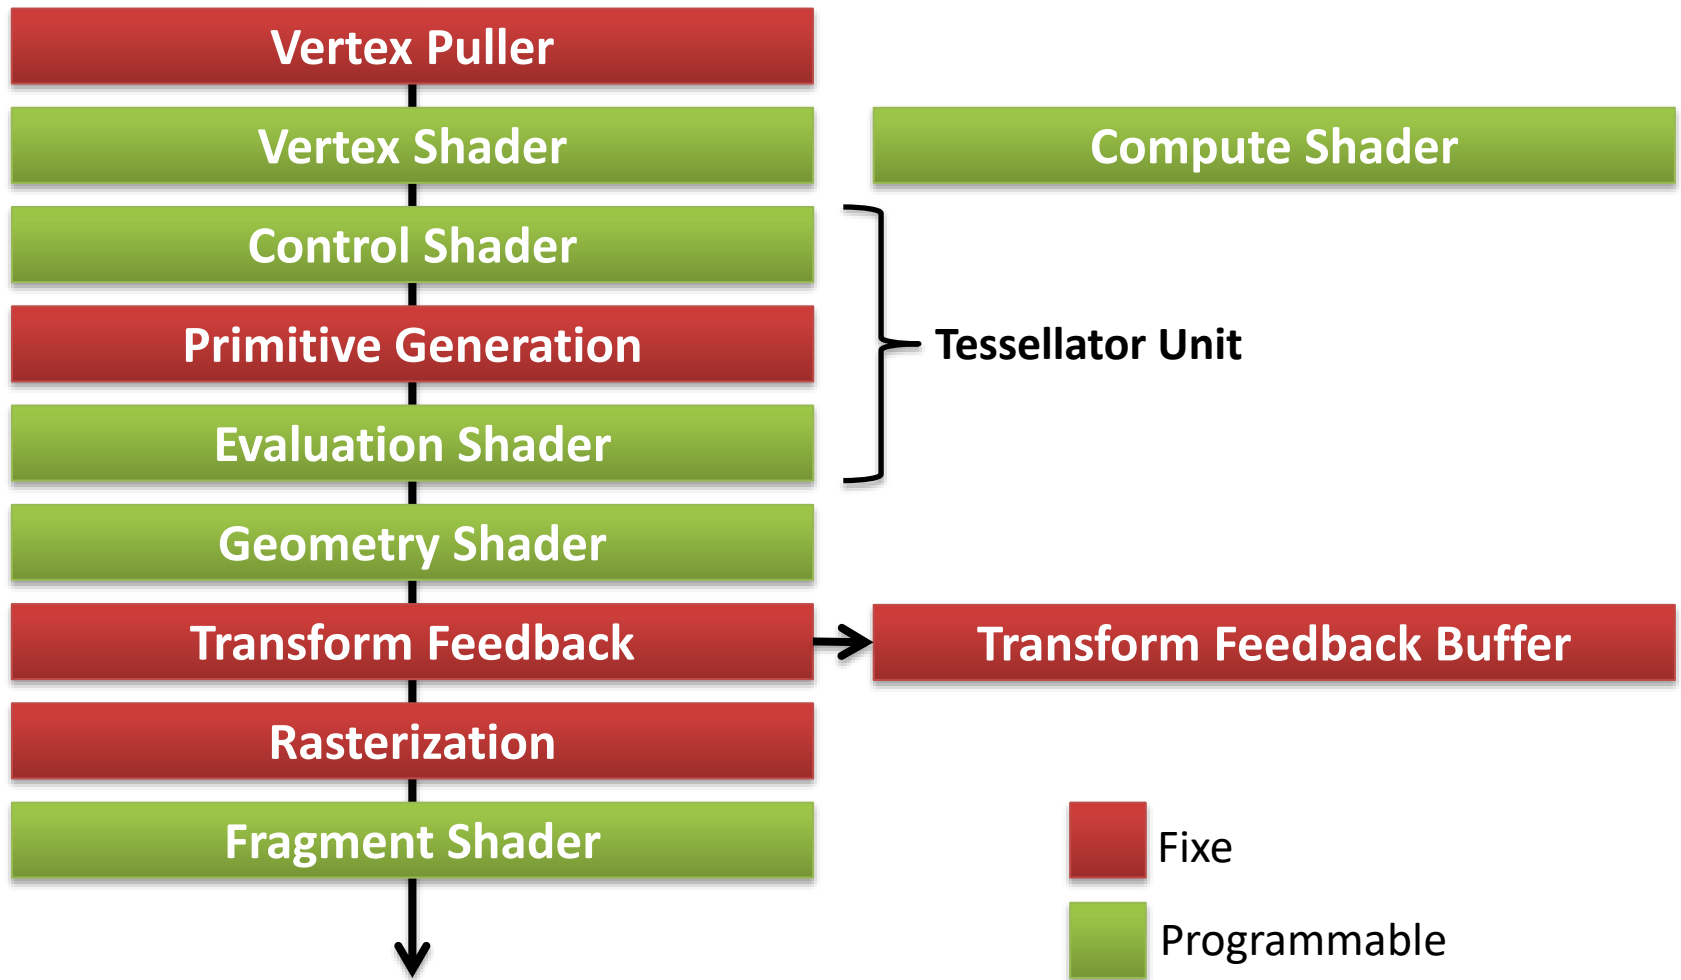 Vertex Puller
Vertex Shader
Compute Shader
Control Shader
Primitive Generation
Tessellator Unit
Evaluation Shader
Geometry Shader
Transform Feedback
Transform Feedback Buffer
Rasterization
Fragment Shader
Fixe
Programmable